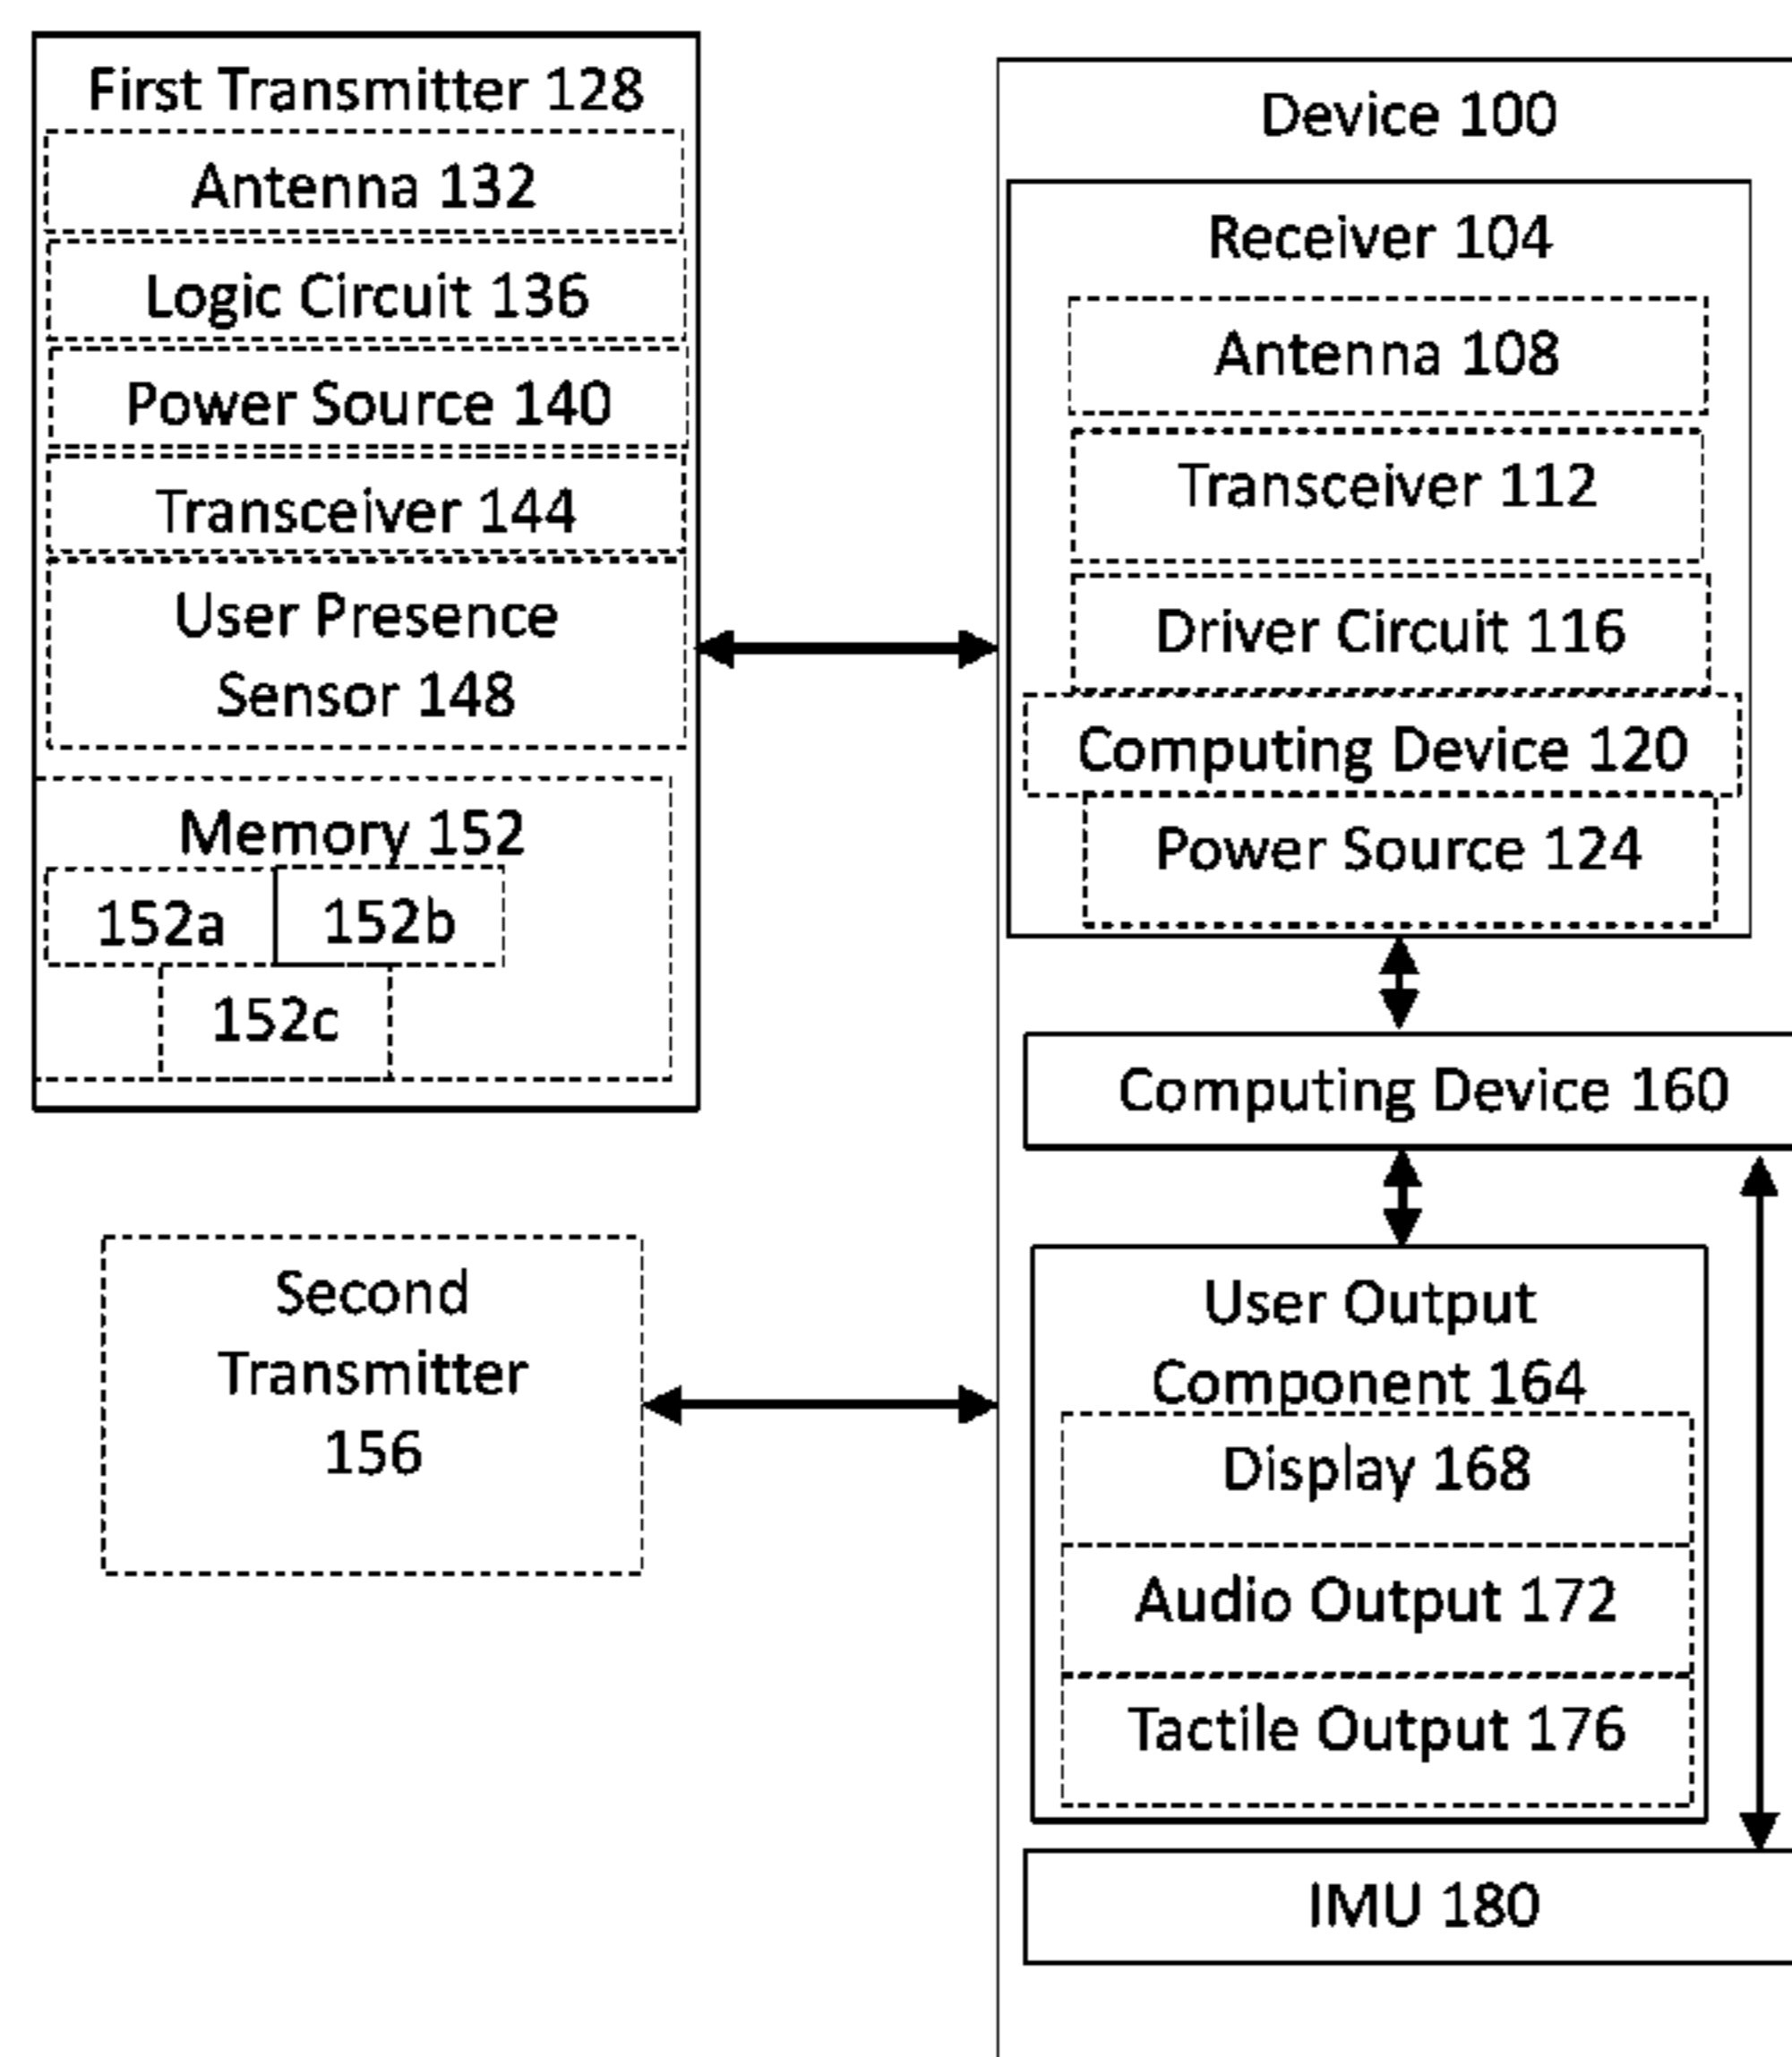 First Transmitter 128
Antenna 132
Logic Circuit 136
Power Source 140
Transceiver 144
User Presence
Sensor 148
Memory 152
152a
152b
152c
Second
Transmitter
156
Device 100
Receiver 104
Antenna 108
Transceiver 112
Driver Circuit 116
Computing Device 120
Power Source 124
Computing Device 160
User Output
Component 164
Display 168
Audio Output 172
Tactile Output 176
IMU 180